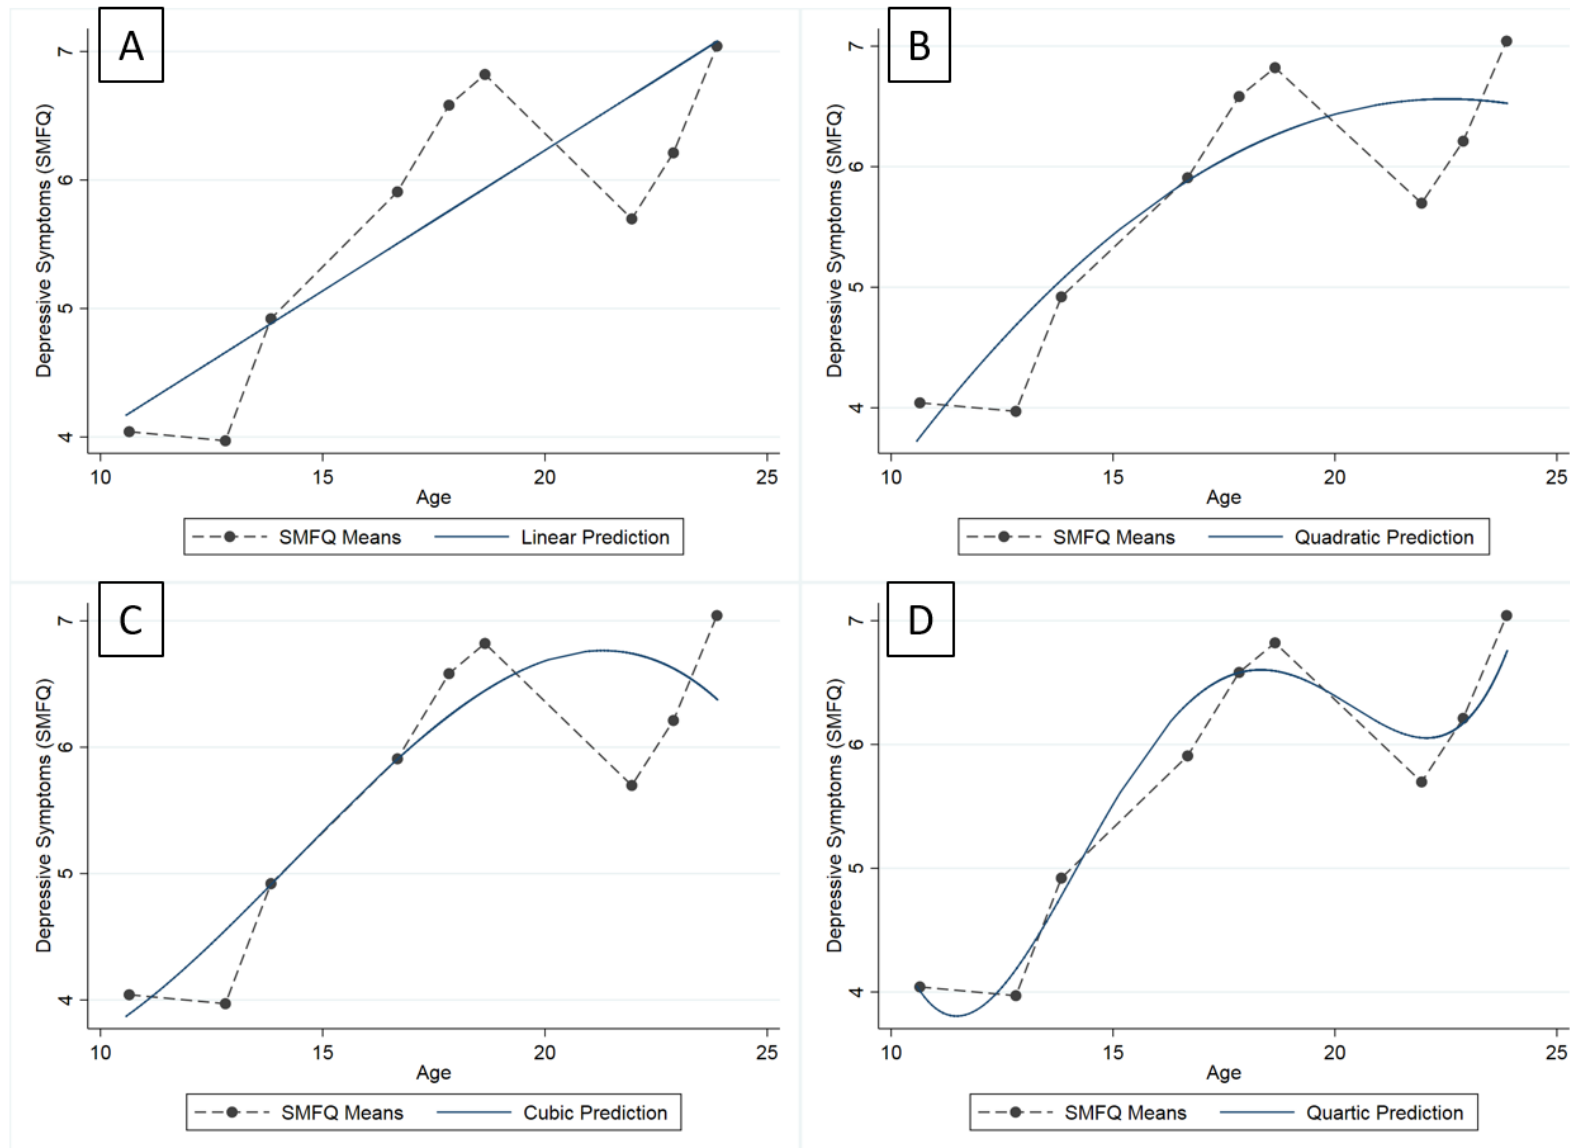 A
Depressive Symptoms (SMFQ)
7
6
5
4
10 15 20 25
Age
SMFQ Means Linear Prediction
B
Depressive Symptoms (SMFQ)
7
6
5
4
10 15 20 25
Age
SMFQ Means Quadratic Prediction
C
Depressive Symptoms (SMFQ)
7
6
5
4
10 15 20 25
Age
SMFQ Means Cubic Prediction
D
Depressive Symptoms (SMFQ)
7
6
5
4
10 15 20 25
Age
SMFQ Means Quartic Prediction